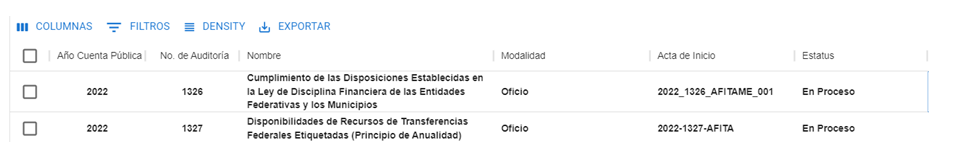 COLUMNAS FILTROS DENSITY EXPORTAR
Año Cuenta Pública No. de Auditoría Nombre Modalidad Acta de Inicio Estatus
Cumplimiento de las Disposiciones Establecidas en
2022 1326 la Ley de Disciplina Financiera de las Entidades Oficio 2022_1326_AFITAME_001 En Proceso
Federativas y los Municipios
2022 1327 Disponibilidades de Recursos de Transferencias Oficio 2022-1327-AFITA En Proceso
Federales Etiquetadas (Principio de Anualidad)